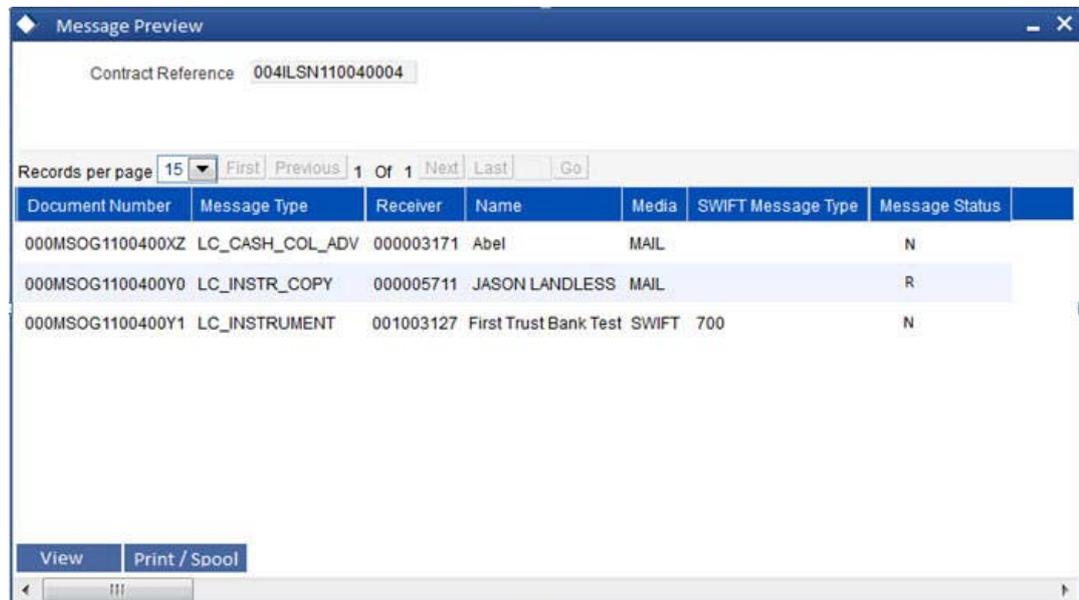 Message Preview
Contract Reference 004ILSN110040004
Records per page 15 First Previous 1 Of 1 Next Last Go
Document Number Message Type Receiver Name Media SWIFT Message Type Message Status
000MSOG1100400XZ LC_CASH_COL_ADV 000003171 Abel MAIL N
000MSOG1100400Y0 LC_INSTR_COPY 000005711 JASON LANDLESS MAIL R
000MSOG1100400Y1 LC_INSTRUMENT 001003127 First Trust Bank Test SWIFT 700 N
View Print / Spool